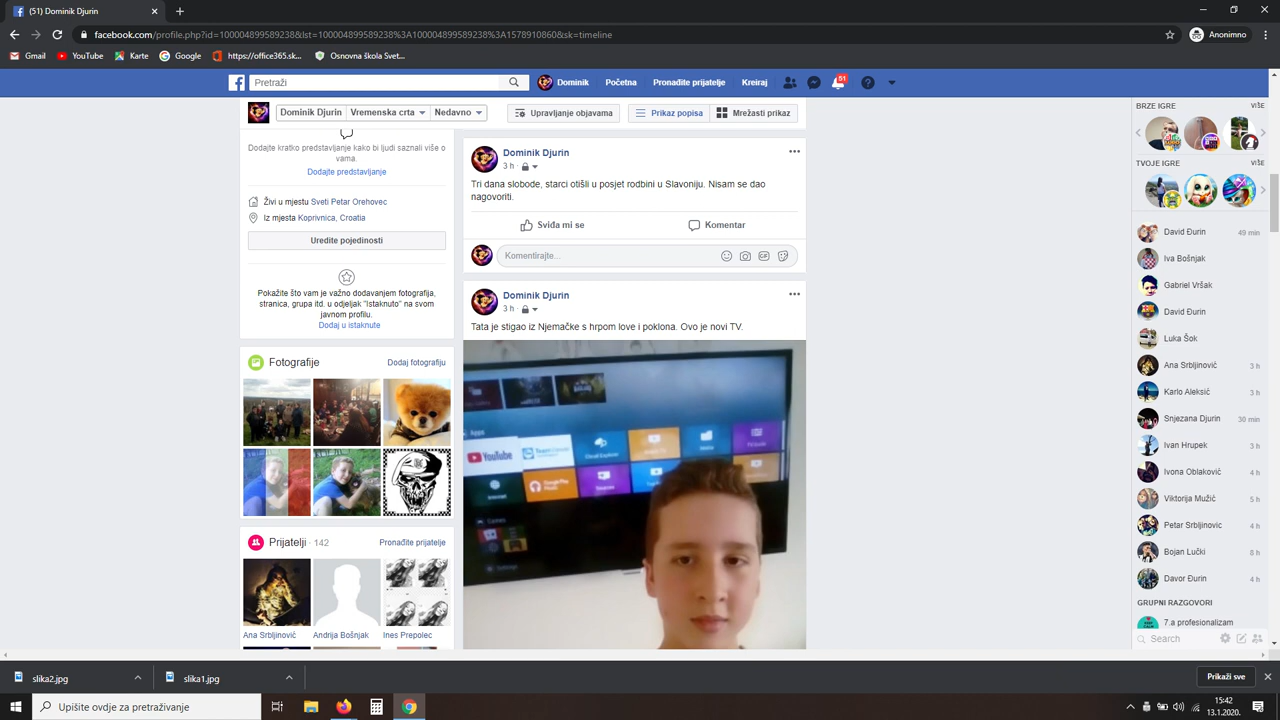 (51) Dominik Djurin
facebook.com/profile.php?id=100004899589238&lst=100004899589238%3A100004899589238%3A1578910860&sk=timeline
Anonimno
Gmail YouTube Karte Google https://office365.sk... Osnovna škola Svet...
Pretraži
Dominik Početna Pronađite prijatelje Kreiraj 51
Dominik Djurin Vremenska crta Nedavno
Upravljanje objavama Prikaz popisa Mrežasti prikaz
Dodajte kratko predstavljanje kako bi ljudi saznali više o
vama.
Dodajte predstavljanje
Živi u mjestu Sveti Petar Orehovec
Iz mjesta Koprivnica, Croatia
Uredite pojedinosti
Pokažite što vam je važno dodavanjem fotografija,
stranica, grupa itd. u odjeljak "Istaknuto" na svom
javnom profilu.
Dodaj u istaknute
Fotografije Dodaj fotografiju
Prijatelji · 142 Pronađite prijatelje
Ana Srbljinović Andrija Bošnjak Ines Prepolec
Dominik Djurin
3 h ·
Tri dana slobode, starci otišli u posjet rodbini u Slavoniju. Nisam se dao
nagovoriti.
Sviđa mi se Komentar
Komentirajte...
GIF
Dominik Djurin
3 h ·
Tata je stigao iz Njemačke s hrpom love i poklona. Ovo je novi TV.
Apps
YouTube
Games
Settings
BRZE IGRE VIŠE
TVOJE IGRE VIŠE
David Đurin 49 min
Iva Bošnjak
Gabriel Vršak
David Đurin
Luka Šok
Ana Srbljinović 3 h
Karlo Aleksić 3 h
Snjezana Djurin 30 min
Ivan Hrupek 3 h
Ivona Oblaković 4 h
Viktorija Mužić 5 h
Petar Srbljinovic 4 h
Bojan Lučki 8 h
Davor Đurin 4 h
GRUPNI RAZGOVORI
7.a profesionalizam
Search
slika2.jpg slika1.jpg Prikaži sve
Upišite ovdje za pretraživanje
15:42
13.1.2020.